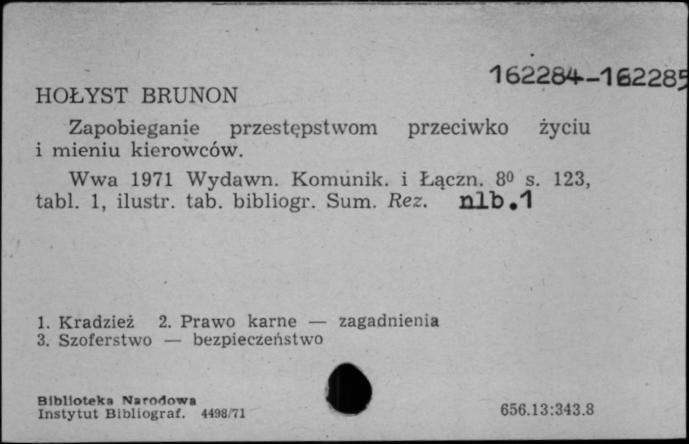 162284-162285
HOŁYST BRUNON
Zapobieganie przestępstwom przeciwko życiu
i mieniu kierowców.
Wwa 1971 Wydawn. Komunik. i Łączn. 8⁰ s. 123,
tabl. 1, ilustr. tab. bibliogr. Sum. Rez. nlb.1
1. Kradzież 2. Prawo karne — zagadnienia
3. Szoferstwo — bezpieczeństwo
Biblioteka Narodowa
Instytut Bibliograf. 4498/71
656.13:343.8